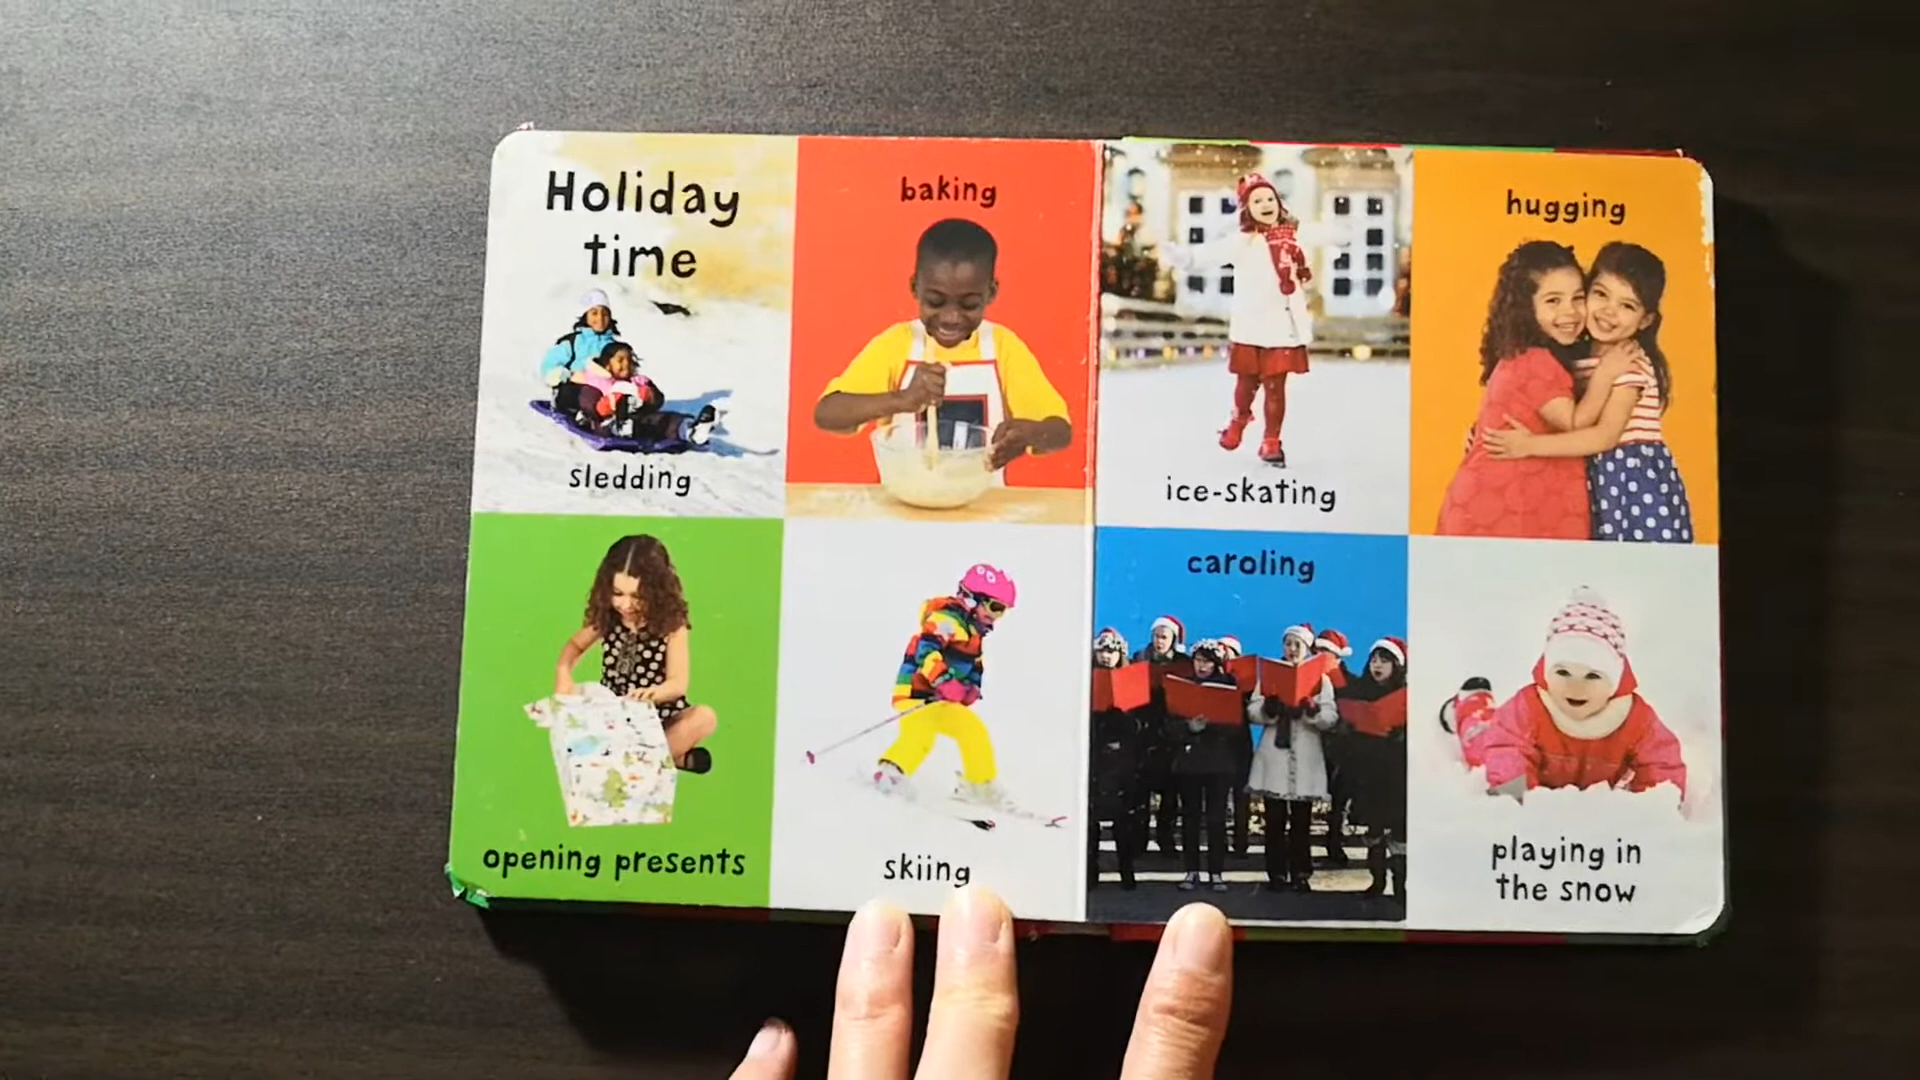 Holiday
time
sledding
baking
opening presents
skiing
ice-skating
hugging
caroling
playing in
the snow